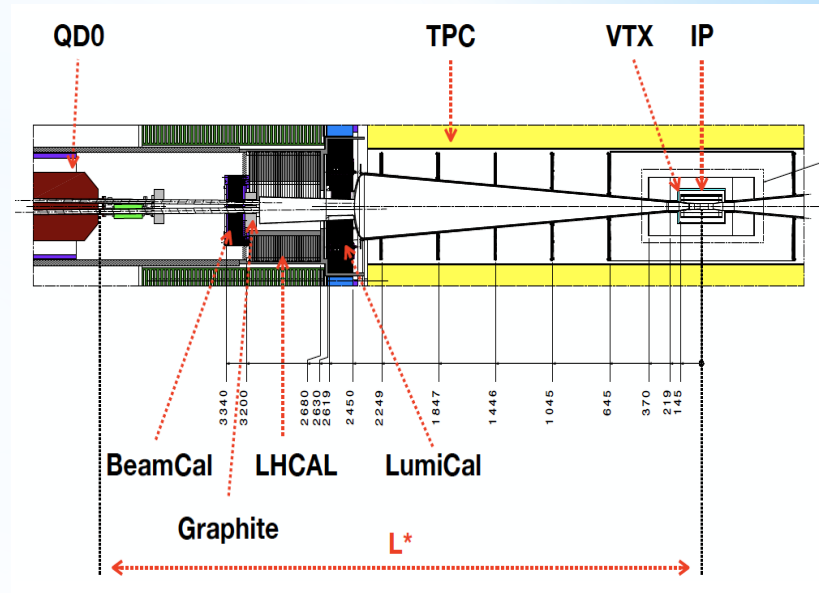 QD0
TPC
VTX
IP
3340
3200
2680
2630
2619
2450
2249
1847
1446
1045
645
370
219
145
BeamCal
LHCAL
LumiCal
Graphite
L*